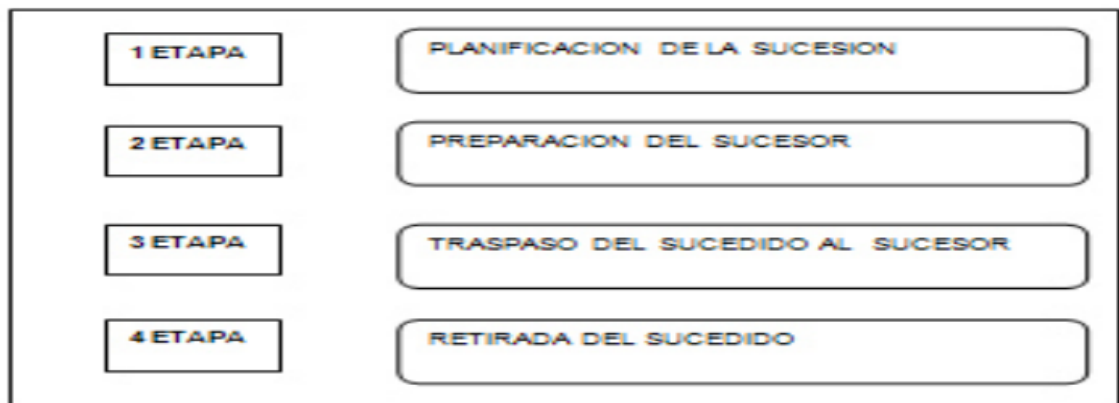 1 ETAPA
PLANIFICACION DE LA SUCESION
2 ETAPA
PREPARACION DEL SUCESOR
3 ETAPA
TRASPASO DEL SUCEDIDO AL SUCESOR
4 ETAPA
RETIRADA DEL SUCEDIDO